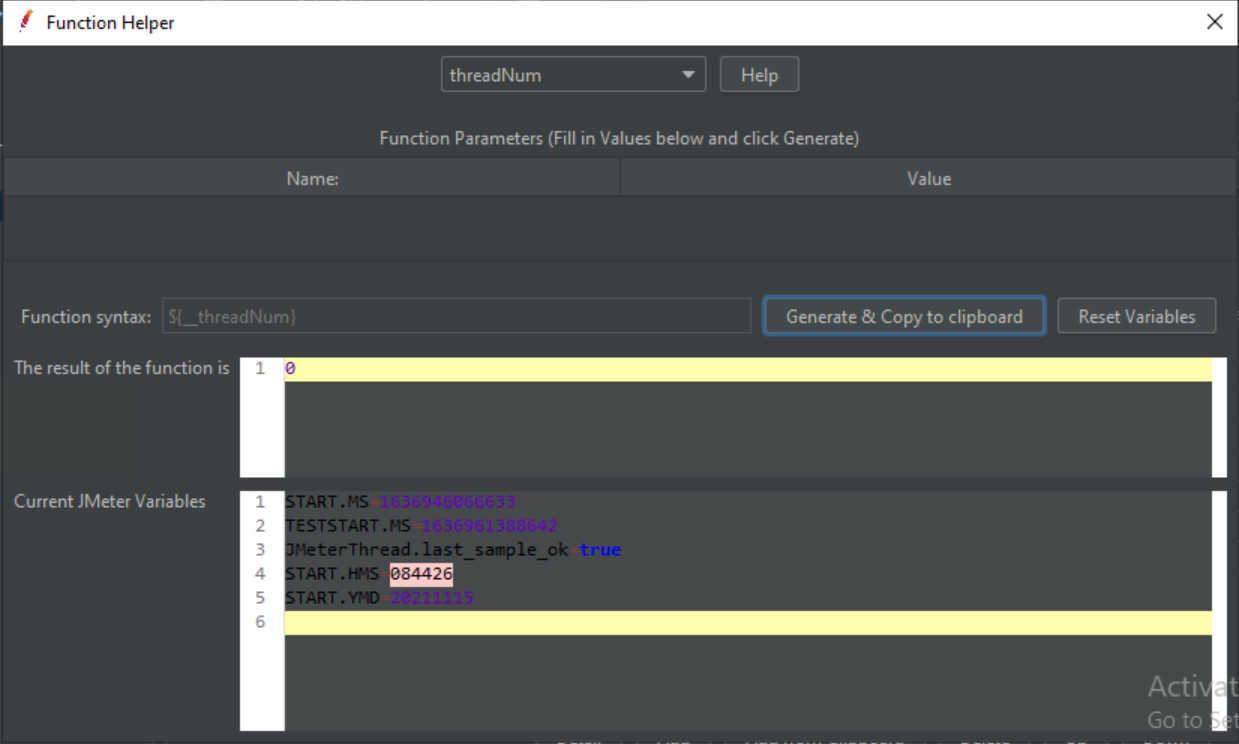 Function Helper
threadNum
Help
Function Parameters (Fill in Values below and click Generate)
Name:
Value
Function syntax:
${__threadNum}
Generate & Copy to clipboard
Reset Variables
The result of the function is
1
0
Current JMeter Variables
1 START.MS=1636946066633
2 TESTSTART.MS=1636961388642
3 JMeterThread.last_sample_ok=true
4 START.HMS=084426
5 START.YMD=20211115
6
Activat
Go to Set